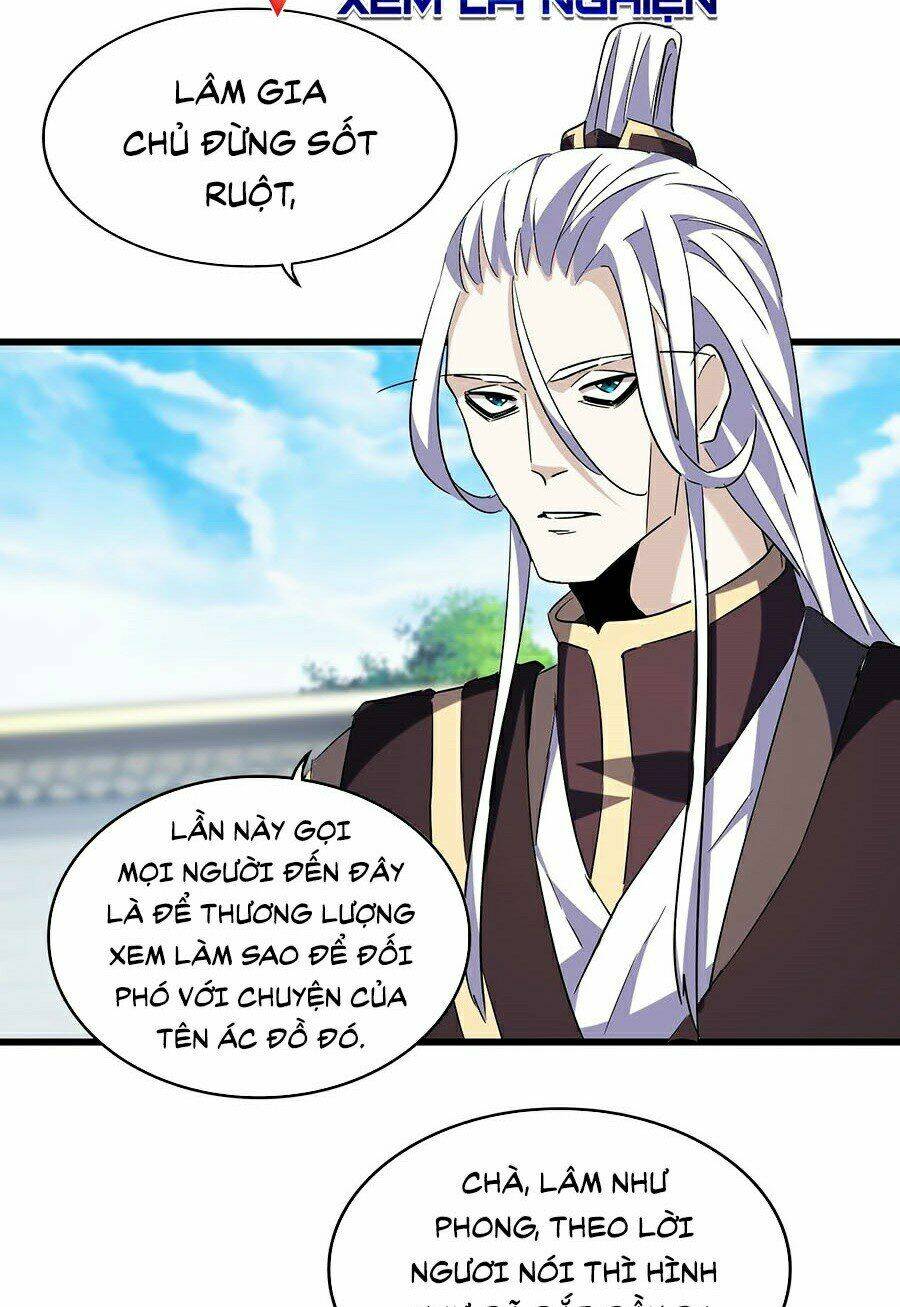 XEM LÀ NGHIỆN
LÂM GIA
CHỦ ĐỪNG SỐT
RUỘT,
LẦN NÀY GỌI
MỌI NGƯỜI ĐẾN ĐÂY
LÀ ĐỂ THƯƠNG LƯỢNG
XEM LÀM SAO ĐỂ ĐỐI
PHÓ VỚI CHUYỆN CỦA
TÊN ÁC ĐỒ ĐÓ.
CHÀ, LÂM NHƯ
PHONG, THEO LỜI
NGƯƠI NÓI THÌ HÌNH